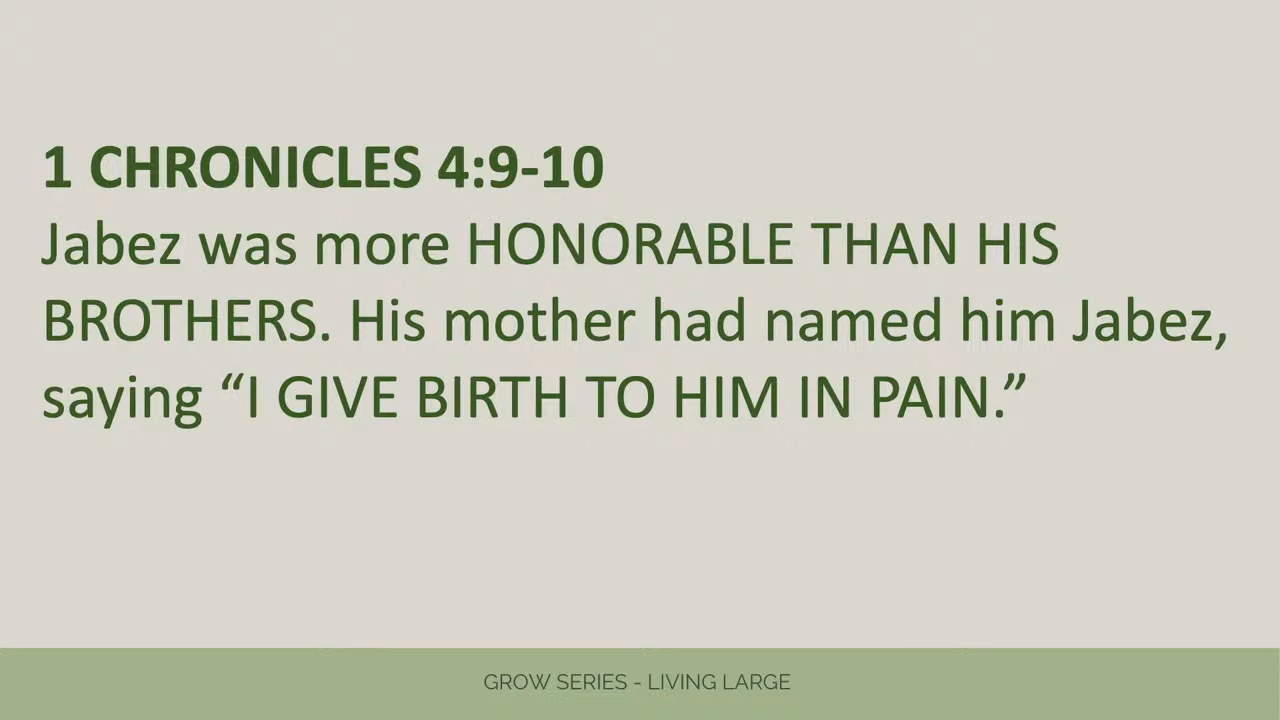 1 CHRONICLES 4:9-10
Jabez was more HONORABLE THAN HIS
BROTHERS. His mother had named him Jabez,
saying “I GIVE BIRTH TO HIM IN PAIN.”
GROW SERIES - LIVING LARGE